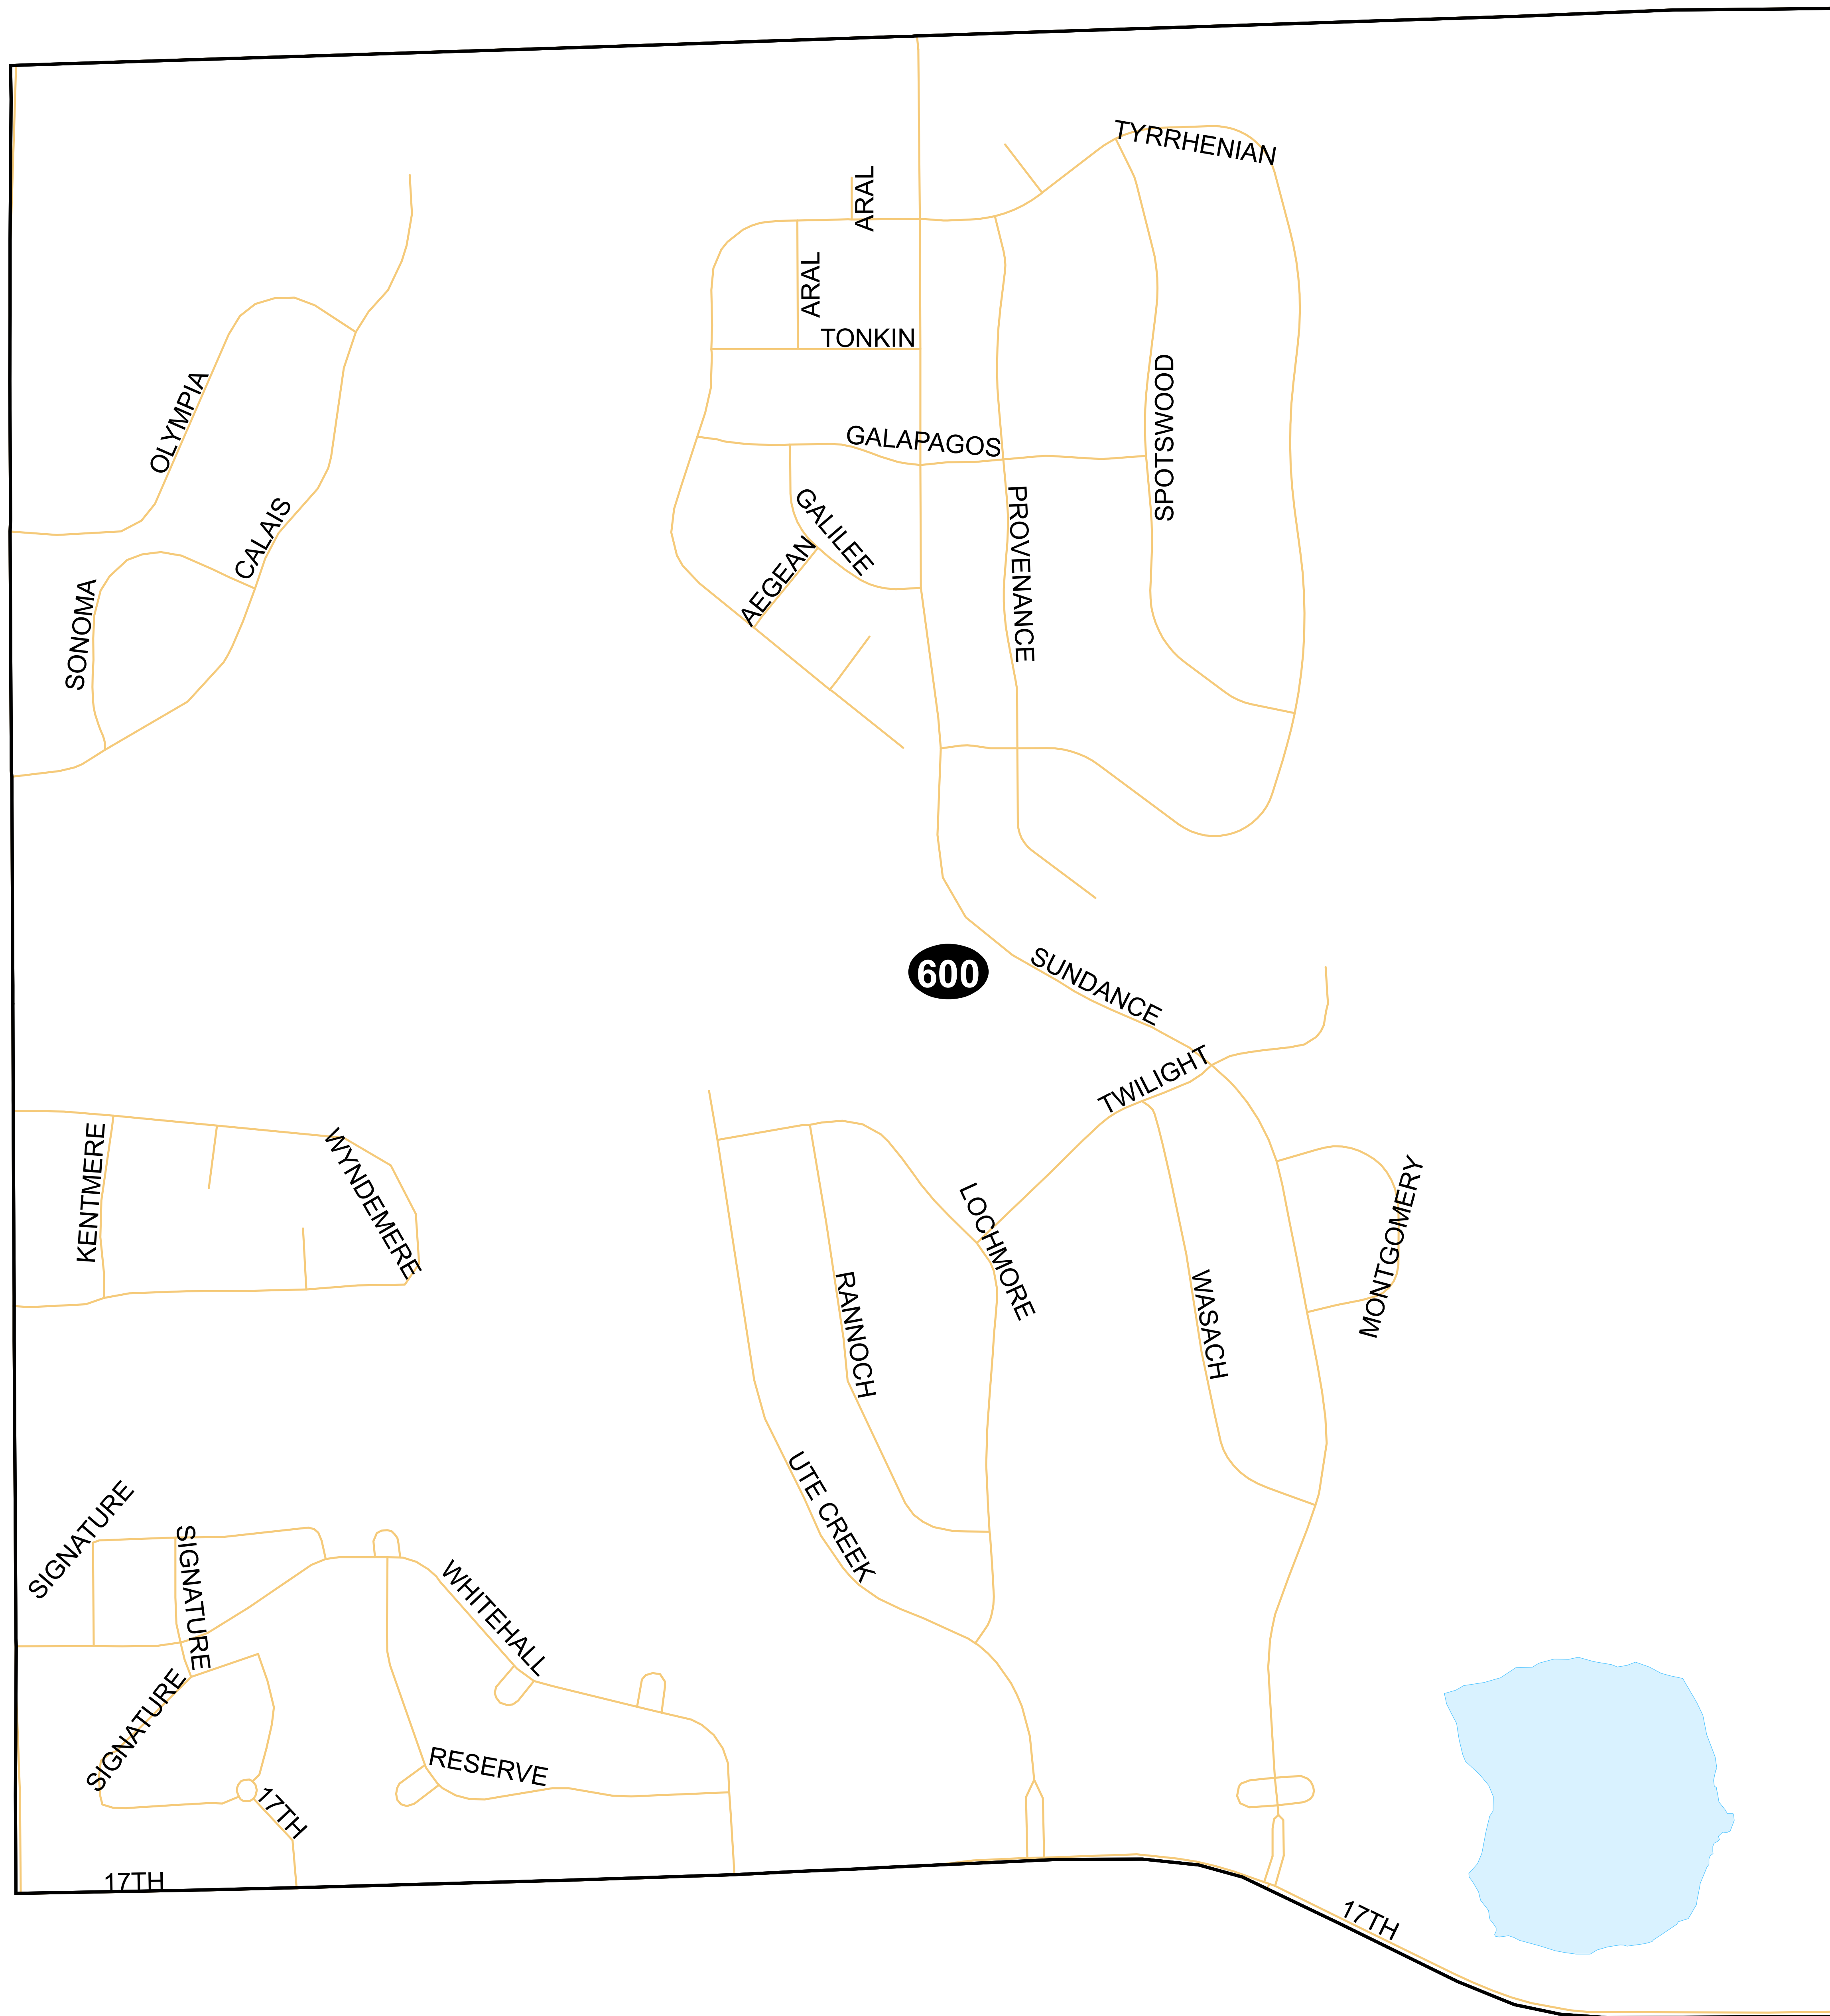 TYRRHENIAN
ARAL
ARAL
TONKIN
OLYMPIA
SPOTSWOOD
GALAPAGOS
CALAIS
GALILEE
PROVENANCE
AEGEAN
SONOMA
600
SUNDANCE
TWILIGHT
KENTMERE
WYNDEMERE
LOCHMORE
MONTGOMERY
RANNOCH
WASACH
UTE CREEK
SIGNATURE
SIGNATURE
WHITEHALL
SIGNATURE
RESERVE
17TH
17TH
17TH